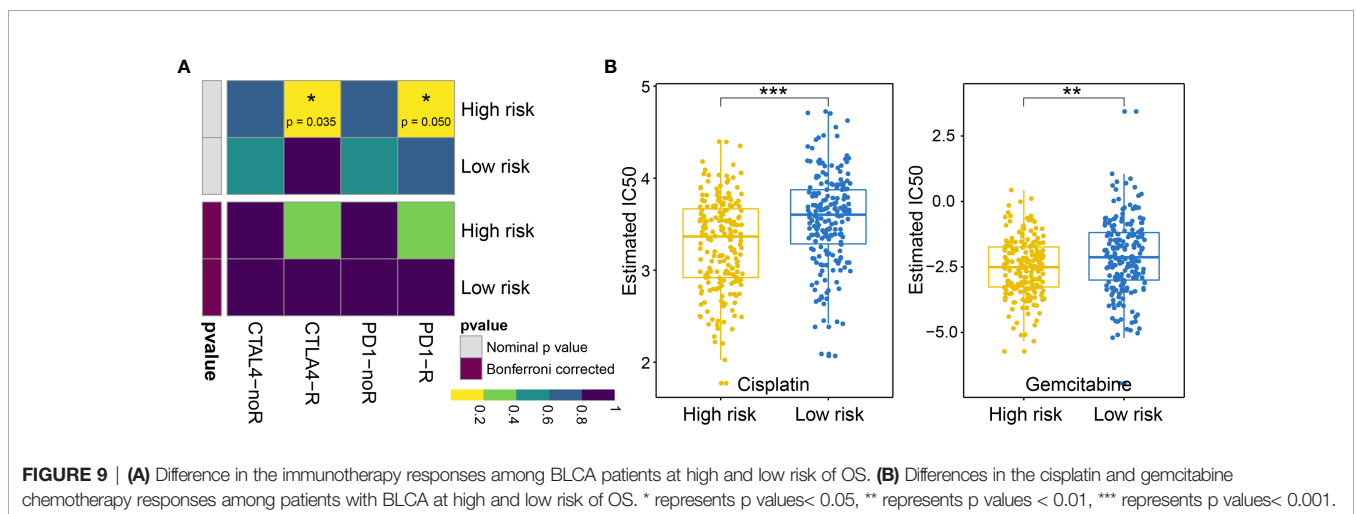 A
*
p = 0.035
*
p = 0.050
High risk
Low risk
High risk
Low risk
pvalue
CTAL4−noR
CTLA4−R
PD1−noR
PD1−R
pvalue
Nominal p value
Bonferroni corrected
0.2
0.4
0.6
0.8
1
B
Estimated IC50
5
4
3
2
***
Cisplatin
High risk
Low risk
Estimated IC50
2.5
0.0
−2.5
−5.0
**
Gemcitabine
High risk
Low risk
FIGURE 9 | (A) Difference in the immunotherapy responses among BLCA patients at high and low risk of OS. (B) Differences in the cisplatin and gemcitabine
chemotherapy responses among patients with BLCA at high and low risk of OS. * represents p values< 0.05, ** represents p values < 0.01, *** represents p values< 0.001.